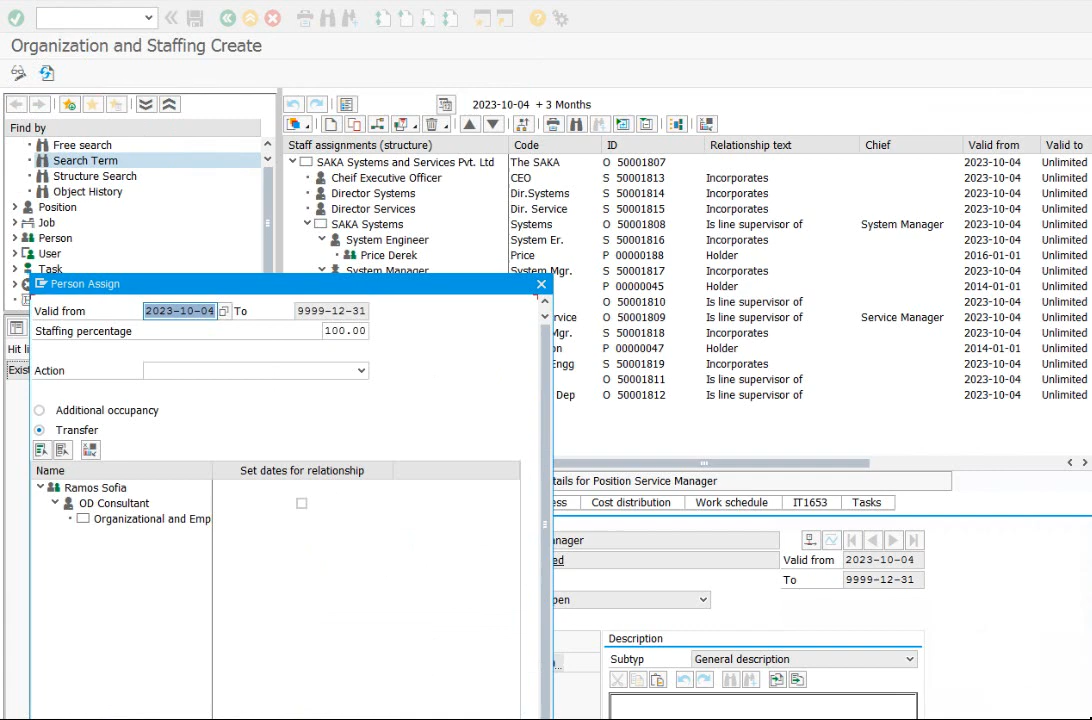 Organization and Staffing Create
2023-10-04 + 3 Months
Find by
Free search
Search Term
Structure Search
Object History
Position
Job
Person
User
Task
Hit li
Exist
Staff assignments (structure) Code ID Relationship text Chief Valid from Valid to
SAKA Systems and Services Pvt. Ltd The SAKA O 50001807 2023-10-04 Unlimited
Cheif Executive Officer CEO S 50001813 Incorporates 2023-10-04 Unlimited
Director Systems Dir.Systems S 50001814 Incorporates 2023-10-04 Unlimited
Director Services Dir. Service S 50001815 Incorporates 2023-10-04 Unlimited
SAKA Systems Systems O 50001808 Is line supervisor of System Manager 2023-10-04 Unlimited
System Engineer System Er. S 50001816 Incorporates 2023-10-04 Unlimited
Price Derek Price P 00000188 Holder 2016-01-01 Unlimited
System Manager System Mgr. S 50001817 Incorporates 2023-10-04 Unlimited
P 00000045 Holder 2014-01-01 Unlimited
O 50001810 Is line supervisor of 2023-10-04 Unlimited
rvice O 50001809 Is line supervisor of Service Manager 2023-10-04 Unlimited
Mgr. S 50001818 Incorporates 2023-10-04 Unlimited
on P 00000047 Holder 2014-01-01 Unlimited
Engg S 50001819 Incorporates 2023-10-04 Unlimited
O 50001811 Is line supervisor of 2023-10-04 Unlimited
Dep O 50001812 Is line supervisor of 2023-10-04 Unlimited
Person Assign
Valid from 2023-10-04 To 9999-12-31
Staffing percentage 100.00
Action
Additional occupancy
Transfer
Name Set dates for relationship
Ramos Sofia
OD Consultant
Organizational and Emp
tails for Position Service Manager
ess Cost distribution Work schedule IT1653 Tasks
anager
ed Valid from 2023-10-04
To 9999-12-31
pen
Description
Subtyp General description